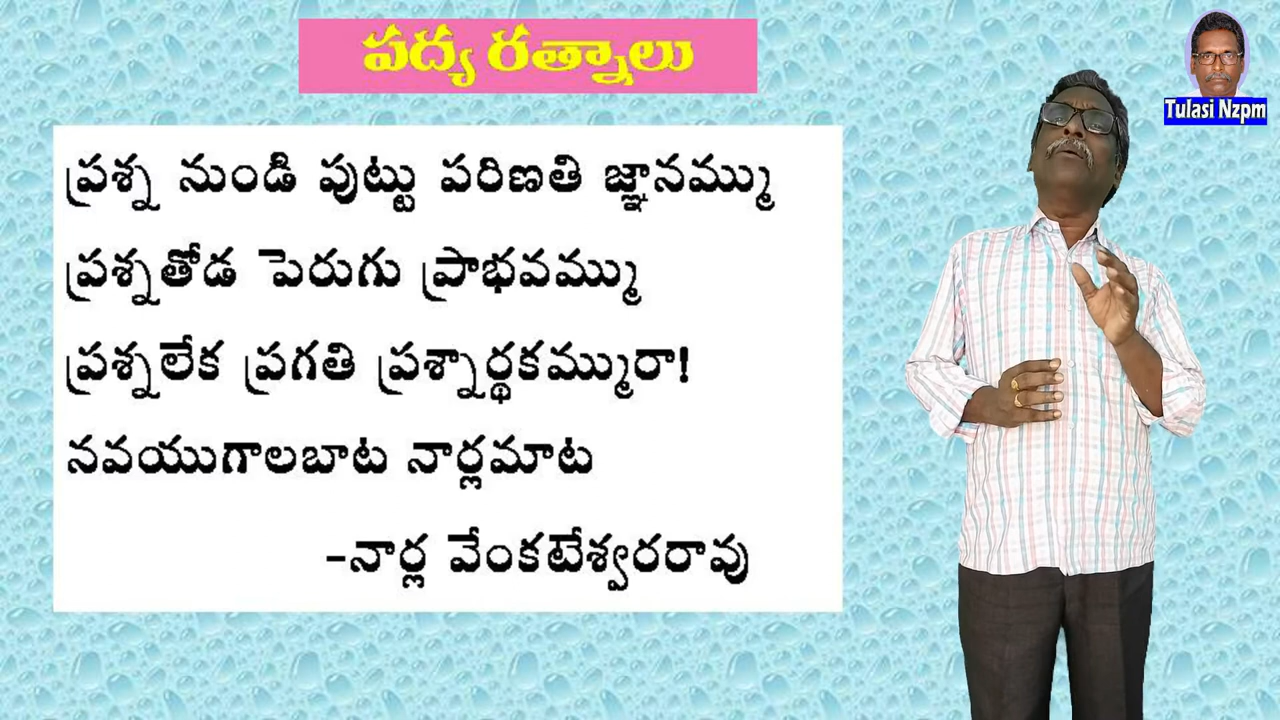 పద్య రత్నాలు
Tulasi Nzpm
ప్రశ్న నుండి పుట్టు పరిణతి జ్ఞానమ్ము
ప్రశ్నతోడ పెరుగు ప్రాభవమ్ము
ప్రశ్నలేక ప్రగతి ప్రశ్నార్థకమ్మురా!
నవయుగాలబాట నార్లమాట
-నార్ల వేంకటేశ్వరరావు